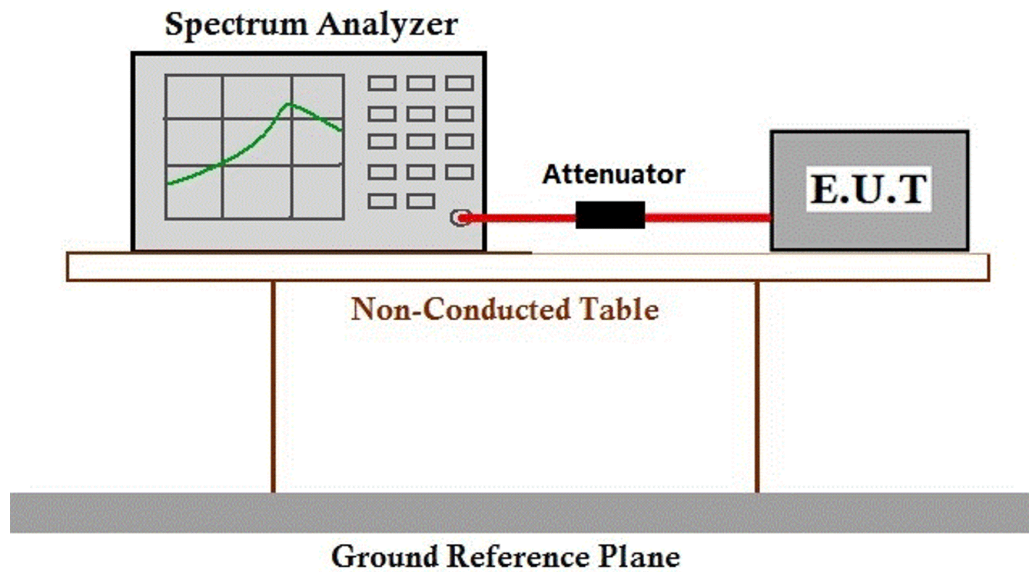 Spectrum Analyzer
Attenuator
E.U.T
Non-Conducted Table
Ground Reference Plane